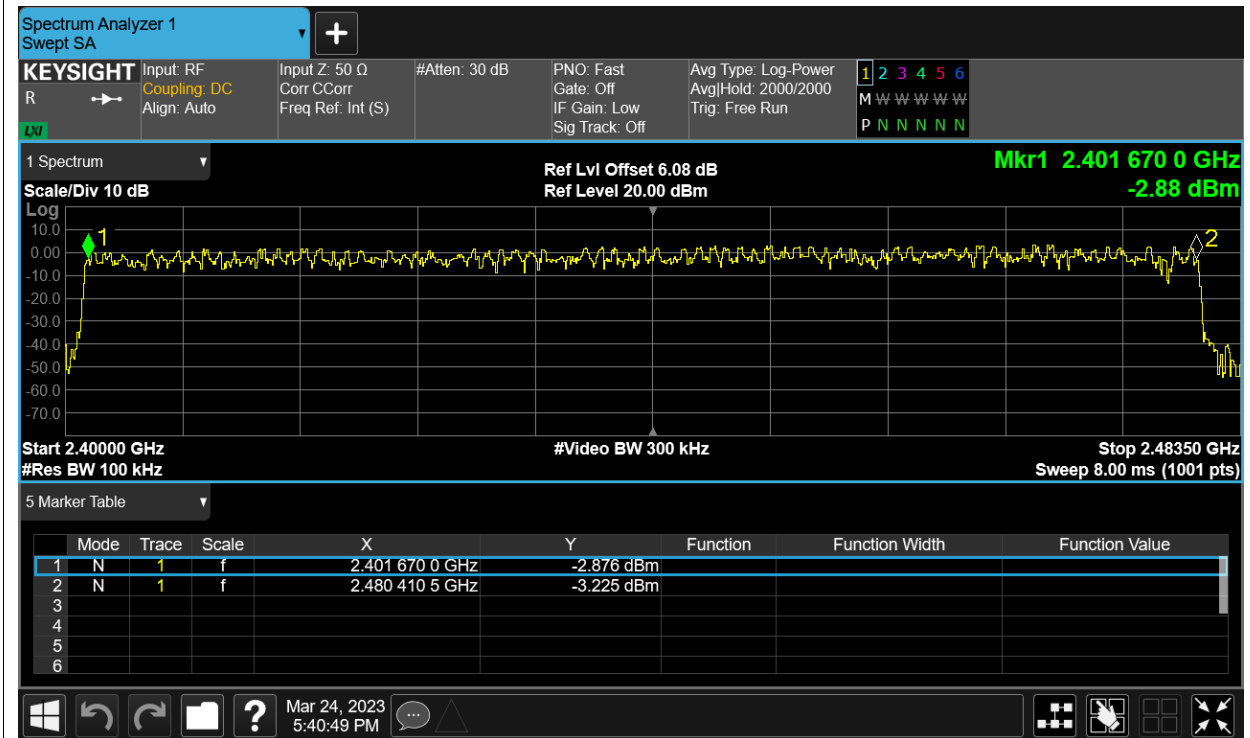 Spectrum Analyzer 1
Swept SA
+
KEYSIGHT Input: RF Input Z: 50 Ω #Atten: 30 dB PNO: Fast Avg Type: Log-Power 1 2 3 4 5 6
R Coupling: DC Corr CCorr Gate: Off Avg|Hold: 2000/2000 M W W W W W
Align: Auto Freq Ref: Int (S) IF Gain: Low Trig: Free Run
LXI Sig Track: Off P N N N N N
1 Spectrum Ref Lvl Offset 6.08 dB Mkr1 2.401 670 0 GHz
Scale/Div 10 dB Ref Level 20.00 dBm -2.88 dBm
Log
10.0 1 2
0.00
-10.0
-20.0
-30.0
-40.0
-50.0
-60.0
-70.0
Start 2.40000 GHz #Video BW 300 kHz Stop 2.48350 GHz
#Res BW 100 kHz Sweep 8.00 ms (1001 pts)
5 Marker Table
Mode Trace Scale X Y Function Function Width Function Value
1 N 1 f 2.401 670 0 GHz -2.876 dBm
2 N 1 f 2.480 410 5 GHz -3.225 dBm
3
4
5
6
? Mar 24, 2023
5:40:49 PM